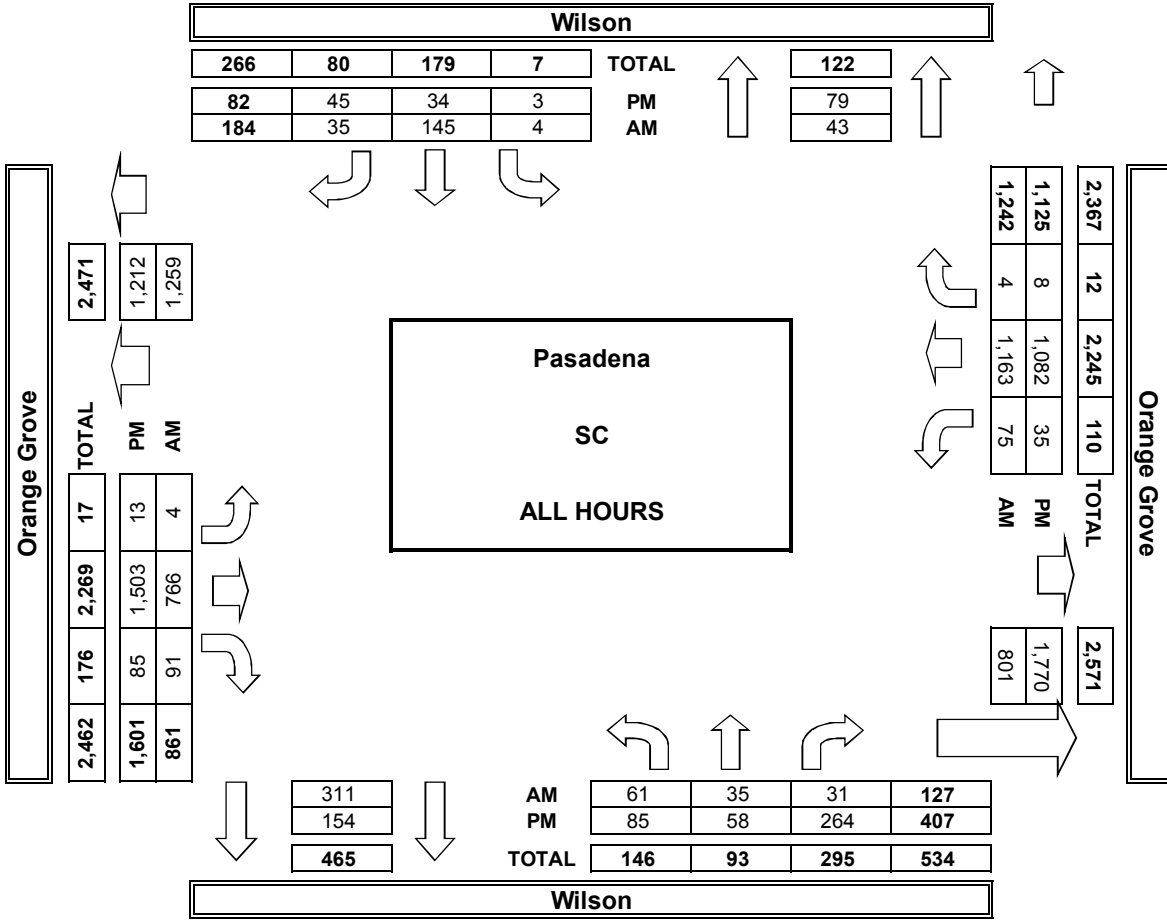 Wilson
266 80 179 7 TOTAL 122
82 45 34 3 PM 79
184 35 145 4 AM 43
Orange Grove
2,471
1,212
1,259
TOTAL 17 2,269 176 2,462
PM 13 1,503 85 1,601
AM 4 766 91 861
Pasadena
SC
ALL HOURS
2,367 12 2,245 110 TOTAL 2,571
1,125 8 1,082 35 PM 1,770
1,242 4 1,163 75 AM 801
Orange Grove
311 AM 61 35 31 127
154 PM 85 58 264 407
465 TOTAL 146 93 295 534
Wilson